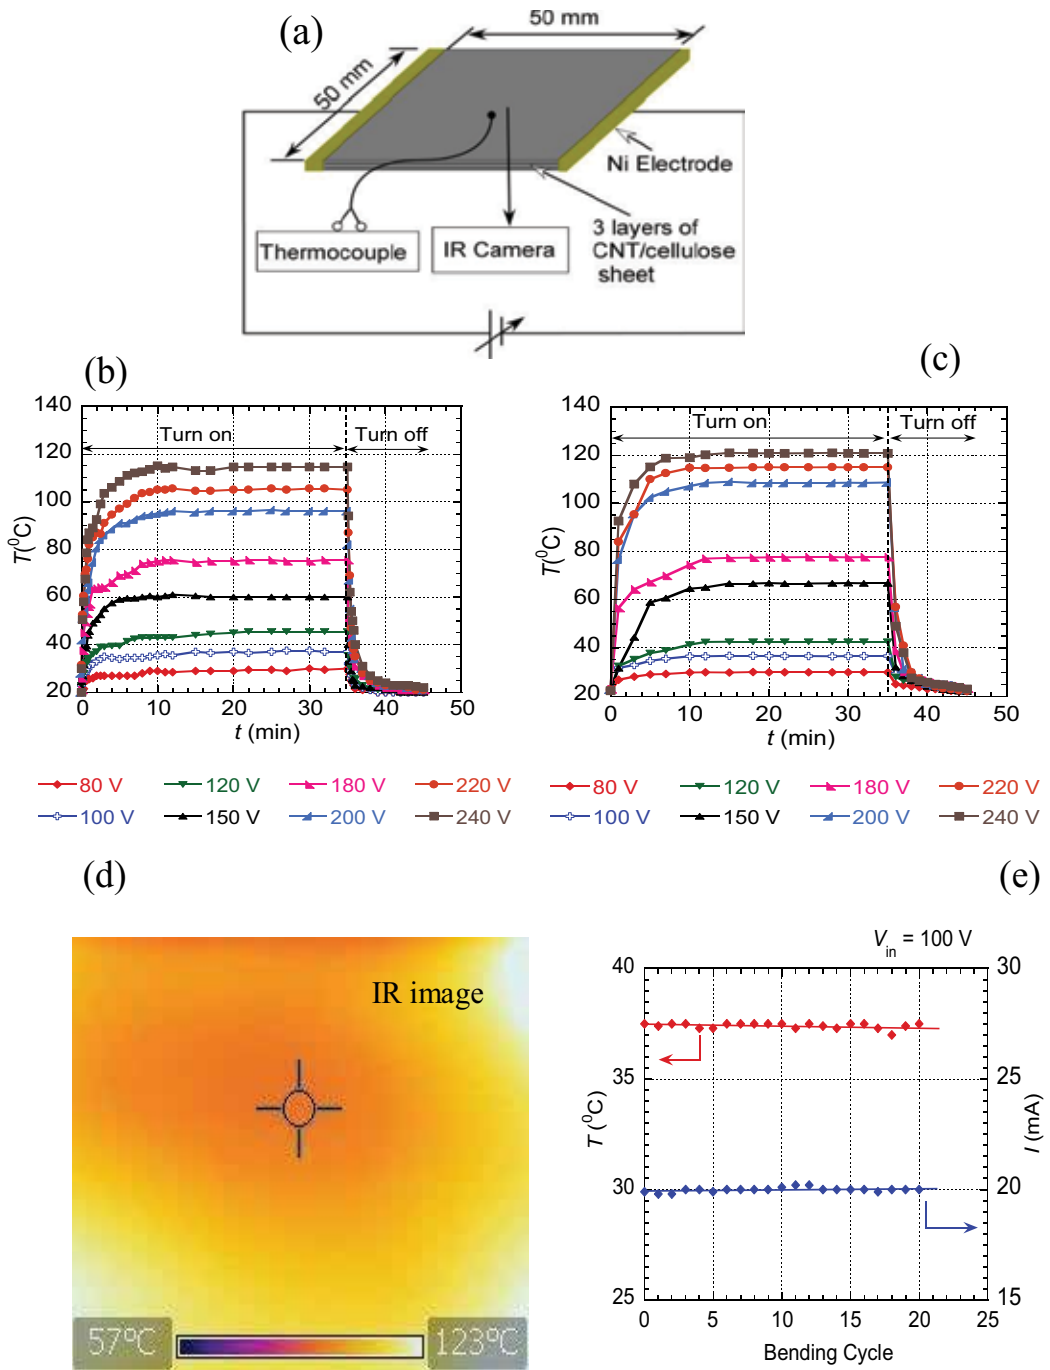 (a)
50 mm
50 mm
Ni Electrode
Thermocouple
IR Camera
3 layers of
CNT/cellulose
sheet
(b)
140
120
100
80
60
40
20
T(⁰C)
Turn on
Turn off
0
10
20
30
40
50
t (min)
80 V
120 V
180 V
220 V
100 V
150 V
200 V
240 V
(c)
140
120
100
80
60
40
20
T(⁰C)
Turn on
Turn off
0
10
20
30
40
50
t (min)
80 V
120 V
180 V
220 V
100 V
150 V
200 V
240 V
(d)
IR image
57ºC
123ºC
(e)
Vin = 100 V
40
35
30
25
T (⁰C)
30
25
20
15
I (mA)
0
5
10
15
20
25
Bending Cycle